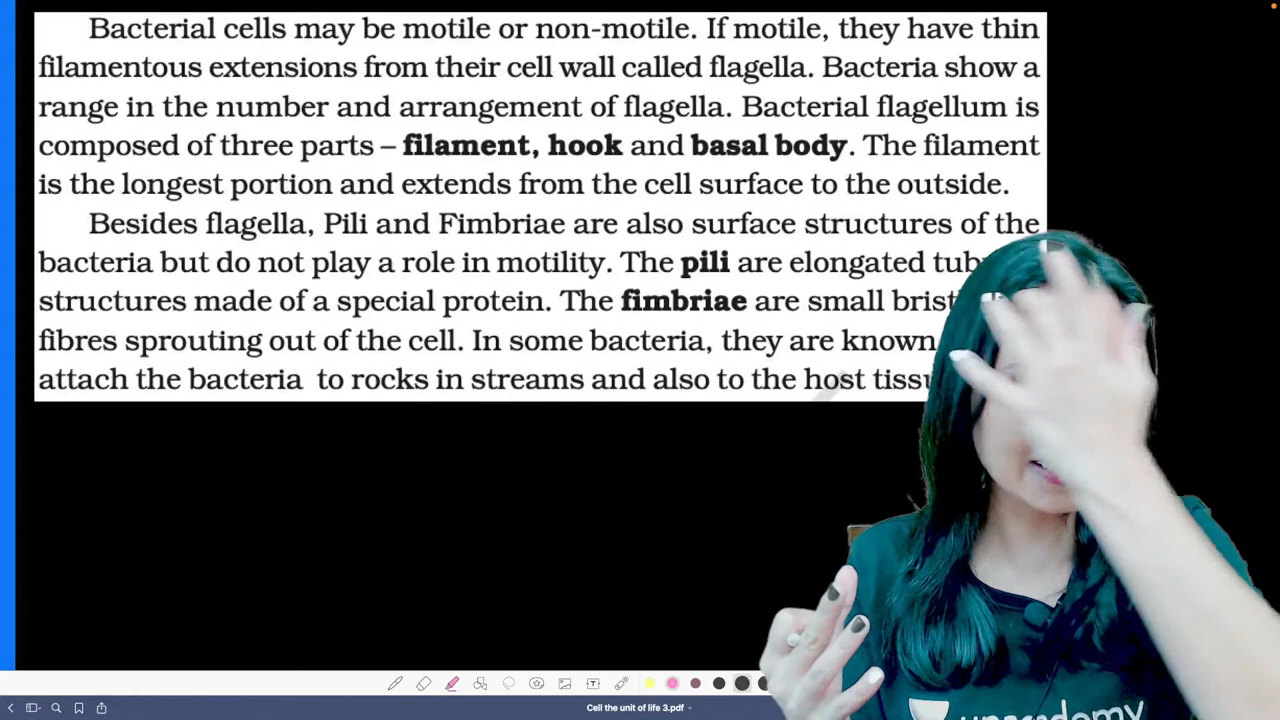 Bacterial cells may be motile or non-motile. If motile, they have thin
filamentous extensions from their cell wall called flagella. Bacteria show a
range in the number and arrangement of flagella. Bacterial flagellum is
composed of three parts – filament, hook and basal body. The filament
is the longest portion and extends from the cell surface to the outside.
Besides flagella, Pili and Fimbriae are also surface structures of the
bacteria but do not play a role in motility. The pili are elongated
structures made of a special protein. The fimbriae are small
fibres sprouting out of the cell. In some bacteria, they are known
attach the bacteria to rocks in streams and also to the host
Cell the unit of life 3.pdf